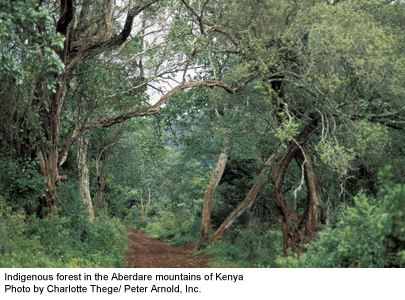 Indigenous forest in the Aberdare mountains of Kenya
Photo by Charlotte Thege/ Peter Arnold, Inc.